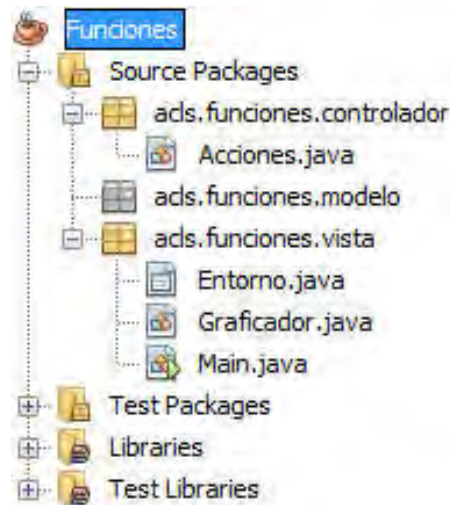 Funciones
Source Packages
acls.funciones.controlador
Acciones.java
acls.funciones.modelo
acls.funciones.vista
Entorno.java
Graficador.java
Main.java
Test Packages
Libraries
Test Libraries